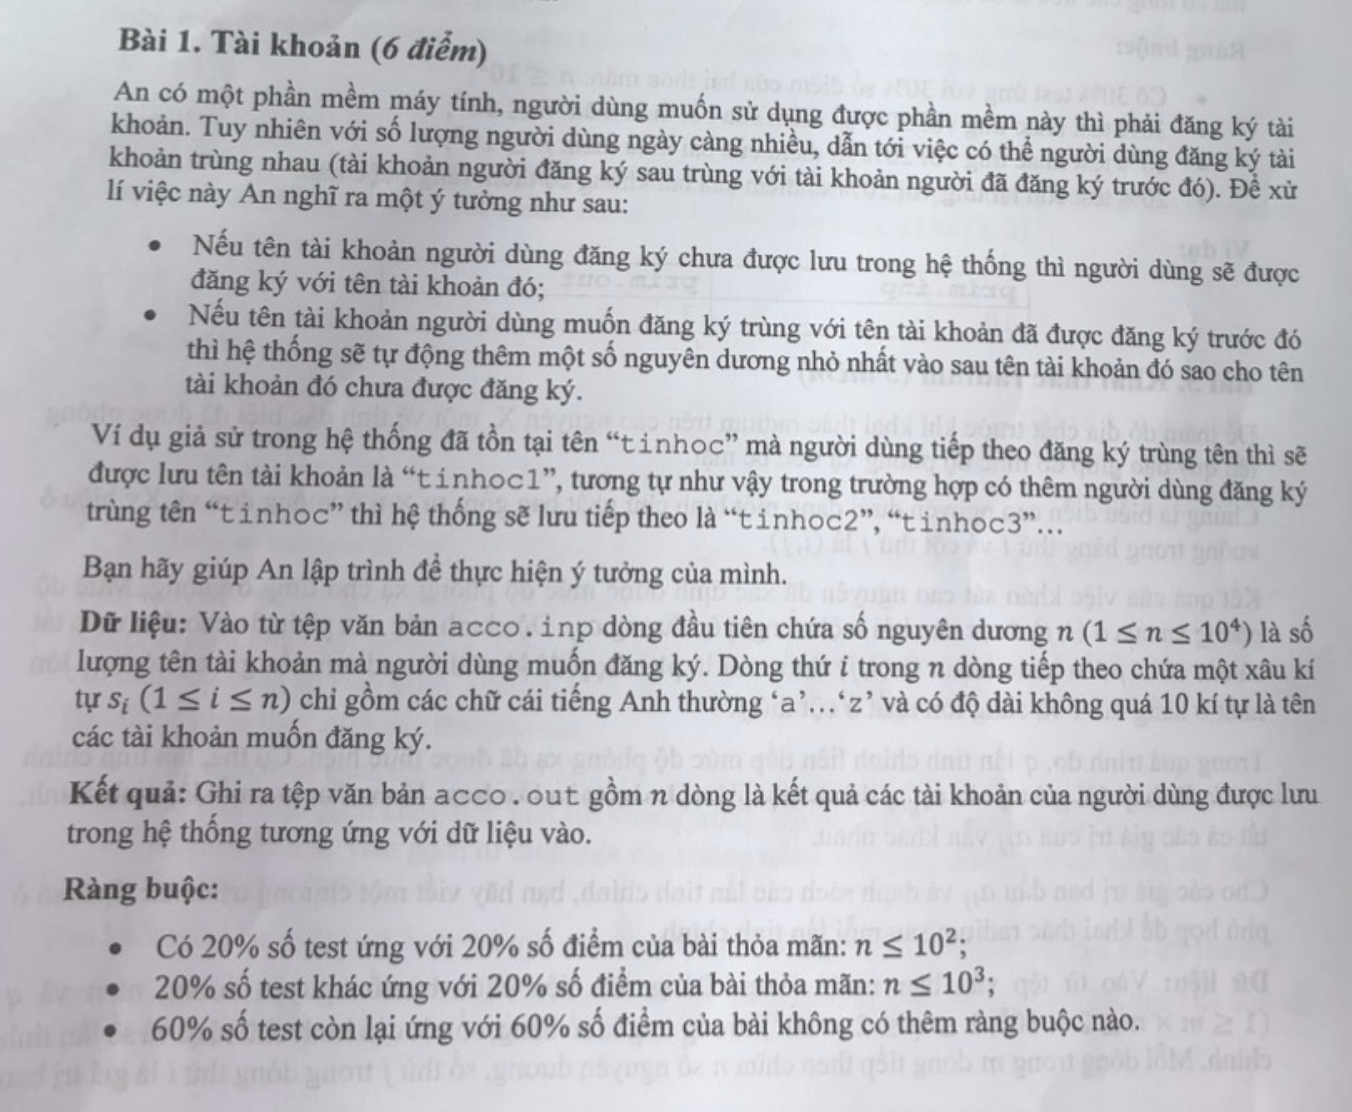 Bài 1. Tài khoản (6 điểm)
An có một phần mềm máy tính, người dùng muốn sử dụng được phần mềm này thì phải đăng ký tài
khoản. Tuy nhiên với số lượng người dùng ngày càng nhiều, dẫn tới việc có thể người dùng đăng ký tài
khoản trùng nhau (tài khoản người đăng ký sau trùng với tài khoản người đã đăng ký trước đó). Để xử
lí việc này An nghĩ ra một ý tưởng như sau:
• Nếu tên tài khoản người dùng đăng ký chưa được lưu trong hệ thống thì người dùng sẽ được
đăng ký với tên tài khoản đó;
• Nếu tên tài khoản người dùng muốn đăng ký trùng với tên tài khoản đã được đăng ký trước đó
thì hệ thống sẽ tự động thêm một số nguyên dương nhỏ nhất vào sau tên tài khoản đó sao cho tên
tài khoản đó chưa được đăng ký.
Ví dụ giả sử trong hệ thống đã tồn tại tên “tinhoc” mà người dùng tiếp theo đăng ký trùng tên thì sẽ
được lưu tên tài khoản là “tinhoc1”, tương tự như vậy trong trường hợp có thêm người dùng đăng ký
trùng tên “tinhoc” thì hệ thống sẽ lưu tiếp theo là “tinhoc2”, “tinhoc3”...
Bạn hãy giúp An lập trình để thực hiện ý tưởng của mình.
Dữ liệu: Vào từ tệp văn bản acco.inp dòng đầu tiên chứa số nguyên dương n (1 ≤ n ≤ 10⁴) là số
lượng tên tài khoản mà người dùng muốn đăng ký. Dòng thứ i trong n dòng tiếp theo chứa một xâu kí
tự sᵢ (1 ≤ i ≤ n) chỉ gồm các chữ cái tiếng Anh thường ‘a’... ‘z’ và có độ dài không quá 10 kí tự là tên
các tài khoản muốn đăng ký.
Kết quả: Ghi ra tệp văn bản acco.out gồm n dòng là kết quả các tài khoản của người dùng được lưu
trong hệ thống tương ứng với dữ liệu vào.
Ràng buộc:
• Có 20% số test ứng với 20% số điểm của bài thỏa mãn: n ≤ 10²;
• 20% số test khác ứng với 20% số điểm của bài thỏa mãn: n ≤ 10³;
• 60% số test còn lại ứng với 60% số điểm của bài không có thêm ràng buộc nào.